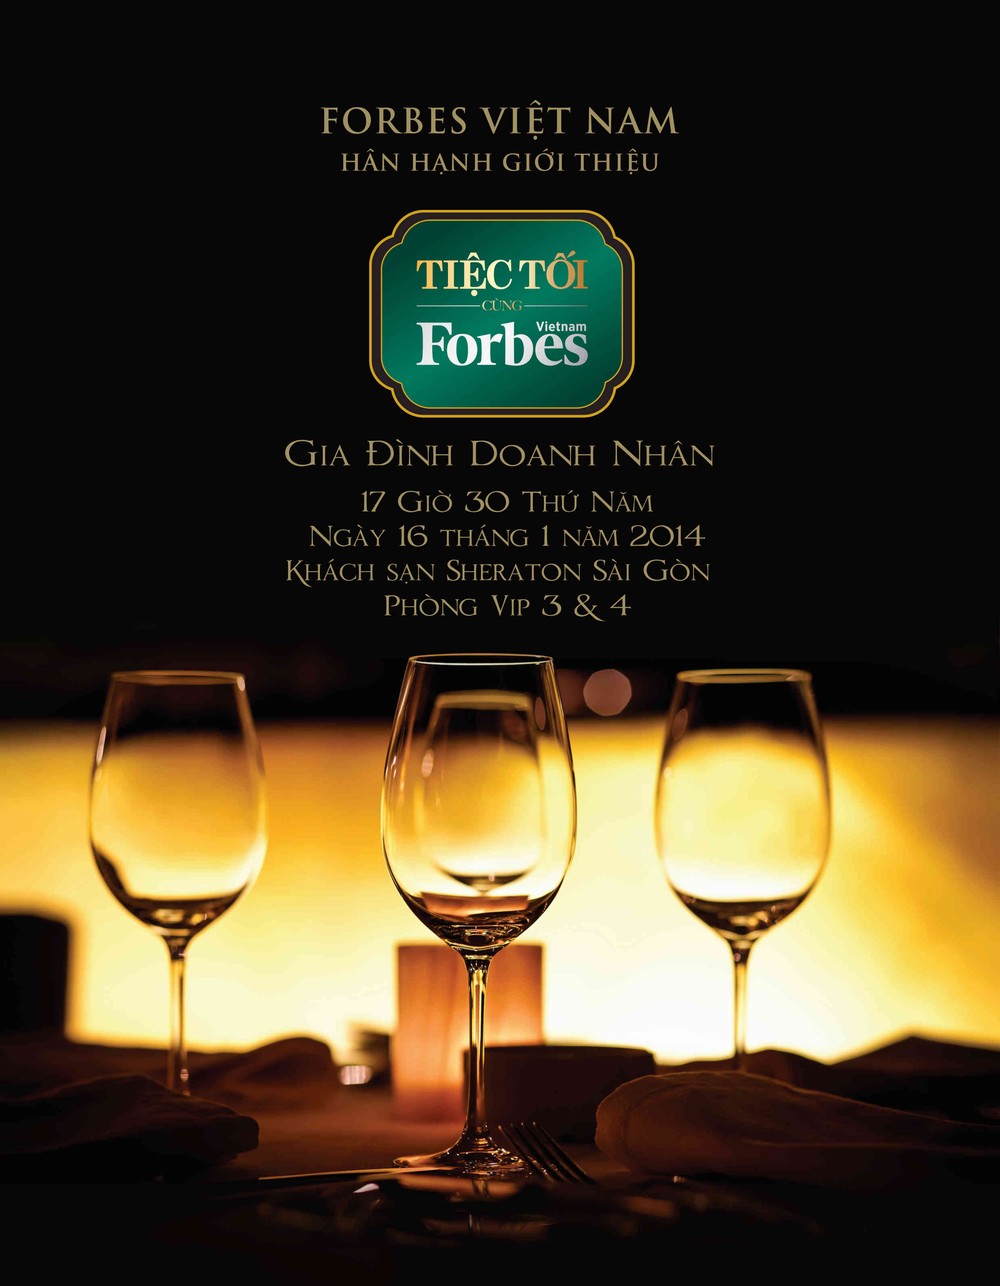 FORBES VIỆT NAM
HÂN HẠNH GIỚI THIỆU
TIỆC TỐI
CÙNG
Forbes Vietnam
GIA ĐÌNH DOANH NHÂN
17 GIỜ 30 THỨ NĂM
NGÀY 16 THÁNG 1 NĂM 2014
KHÁCH SẠN SHERATON SÀI GÒN
PHÒNG VIP 3 & 4